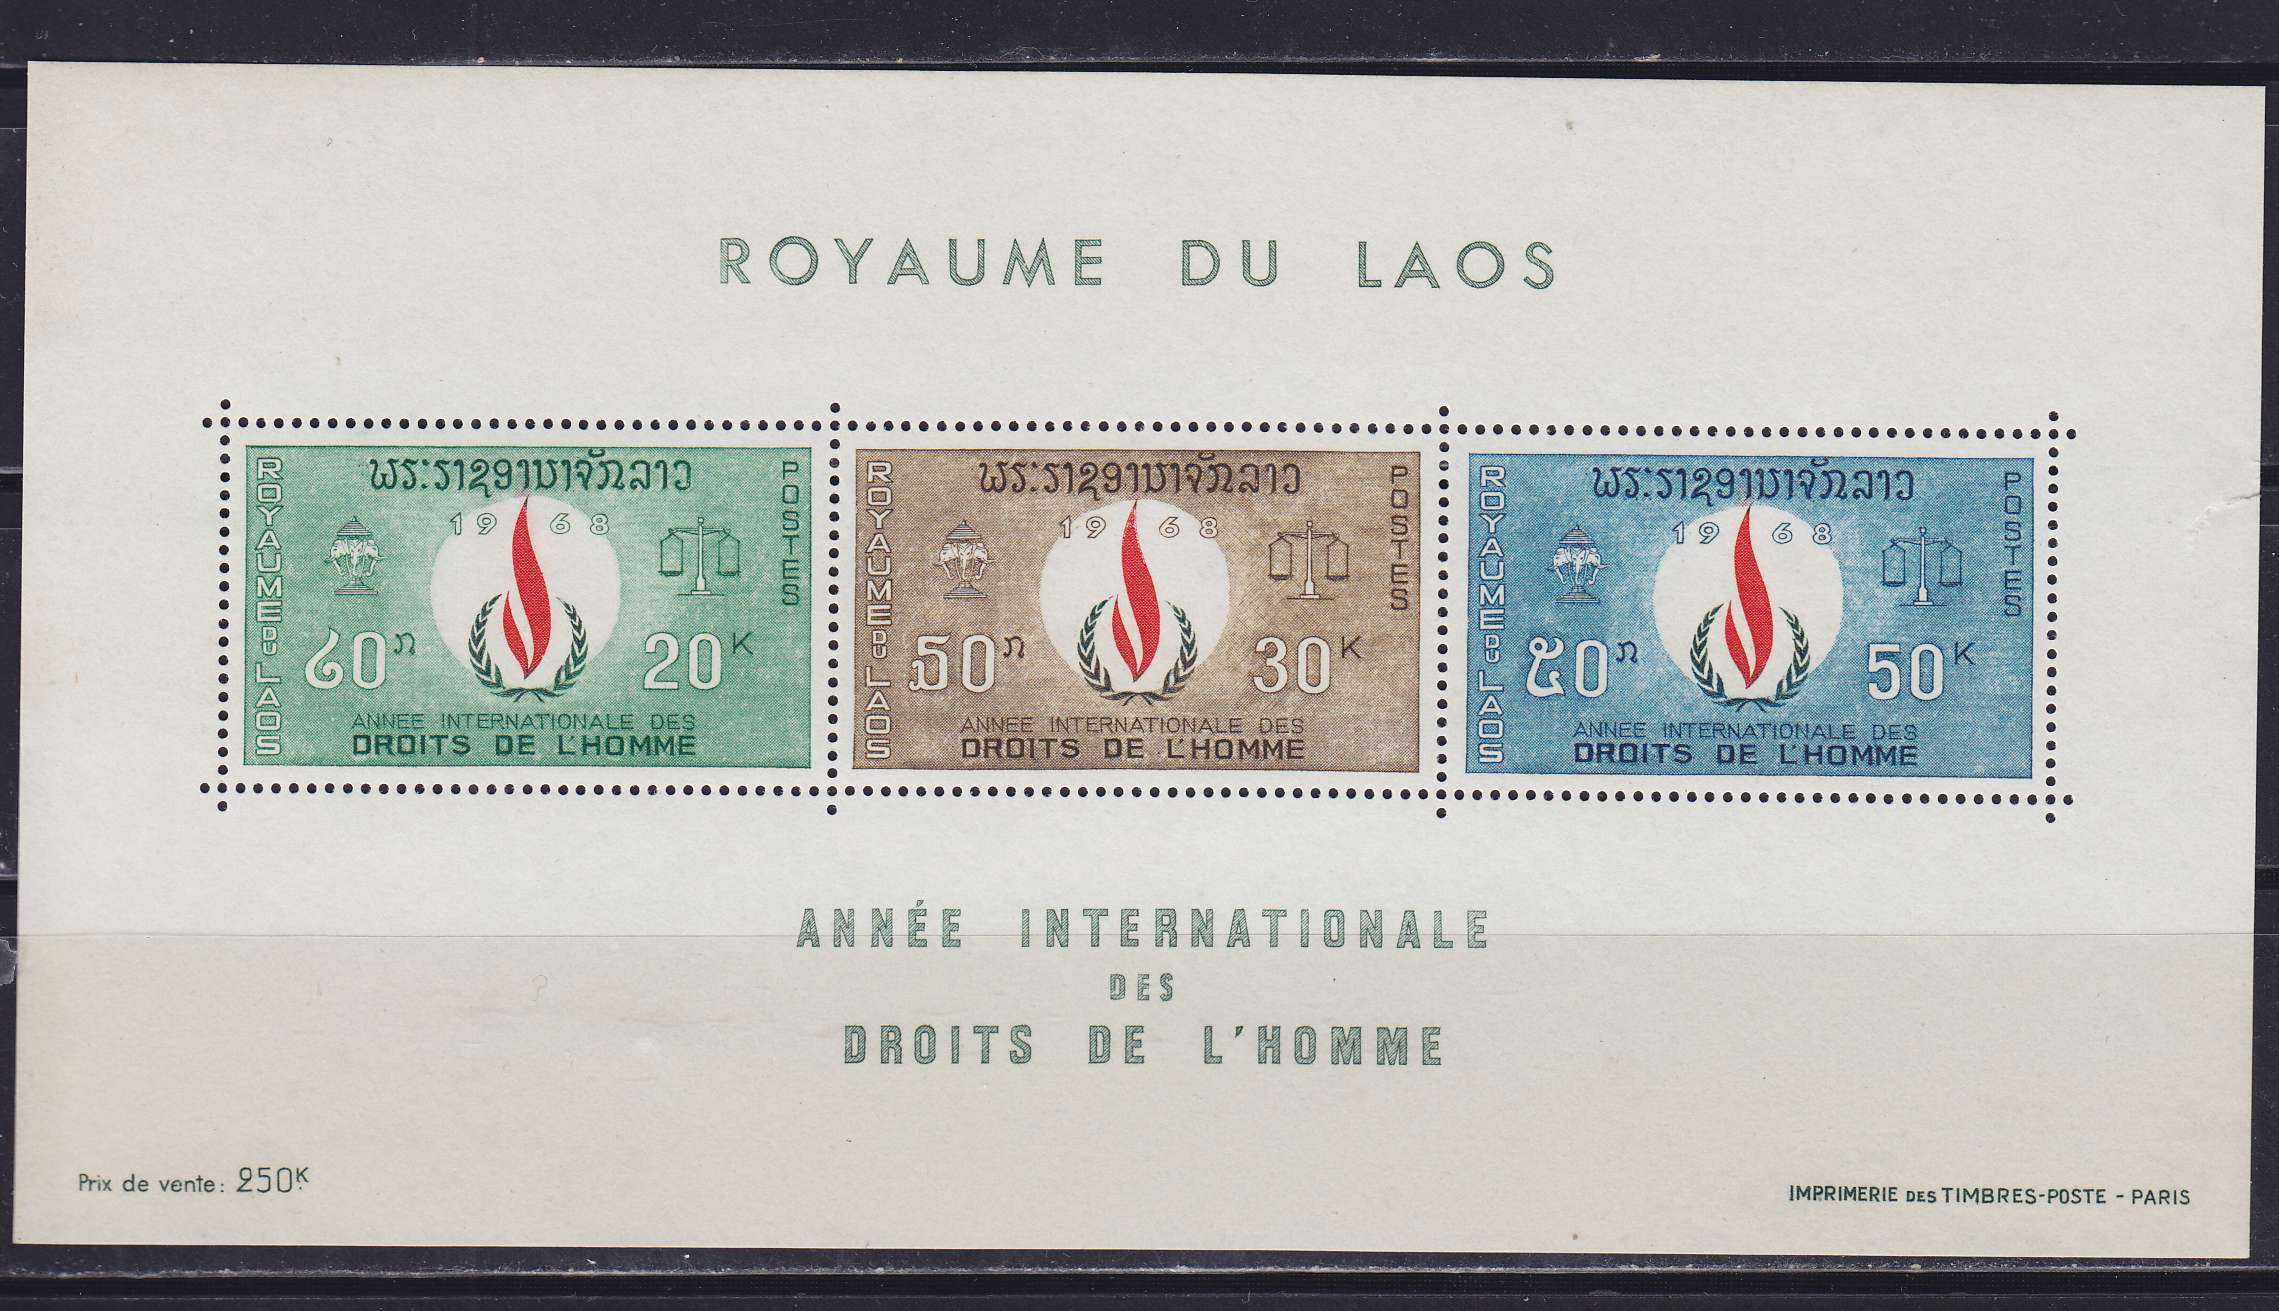 ROYAUME DU LAOS
ROYAUME DU LAOS
ພຣະຣາຊອານາຈັກລາວ
POSTES
1968
໒໐ກ
20K
ANNEE INTERNATIONALE DES
DROITS DE L'HOMME
ROYAUME DU LAOS
ພຣະຣາຊອານາຈັກລາວ
POSTES
1968
໓໐ກ
30K
ANNEE INTERNATIONALE DES
DROITS DE L'HOMME
ROYAUME DU LAOS
ພຣະຣາຊອານາຈັກລາວ
POSTES
1968
໕໐ກ
50K
ANNEE INTERNATIONALE DES
DROITS DE L'HOMME
ANNÉE INTERNATIONALE
DES
DROITS DE L'HOMME
Prix de vente: 250K
IMPRIMERIE DES TIMBRES-POSTE - PARIS